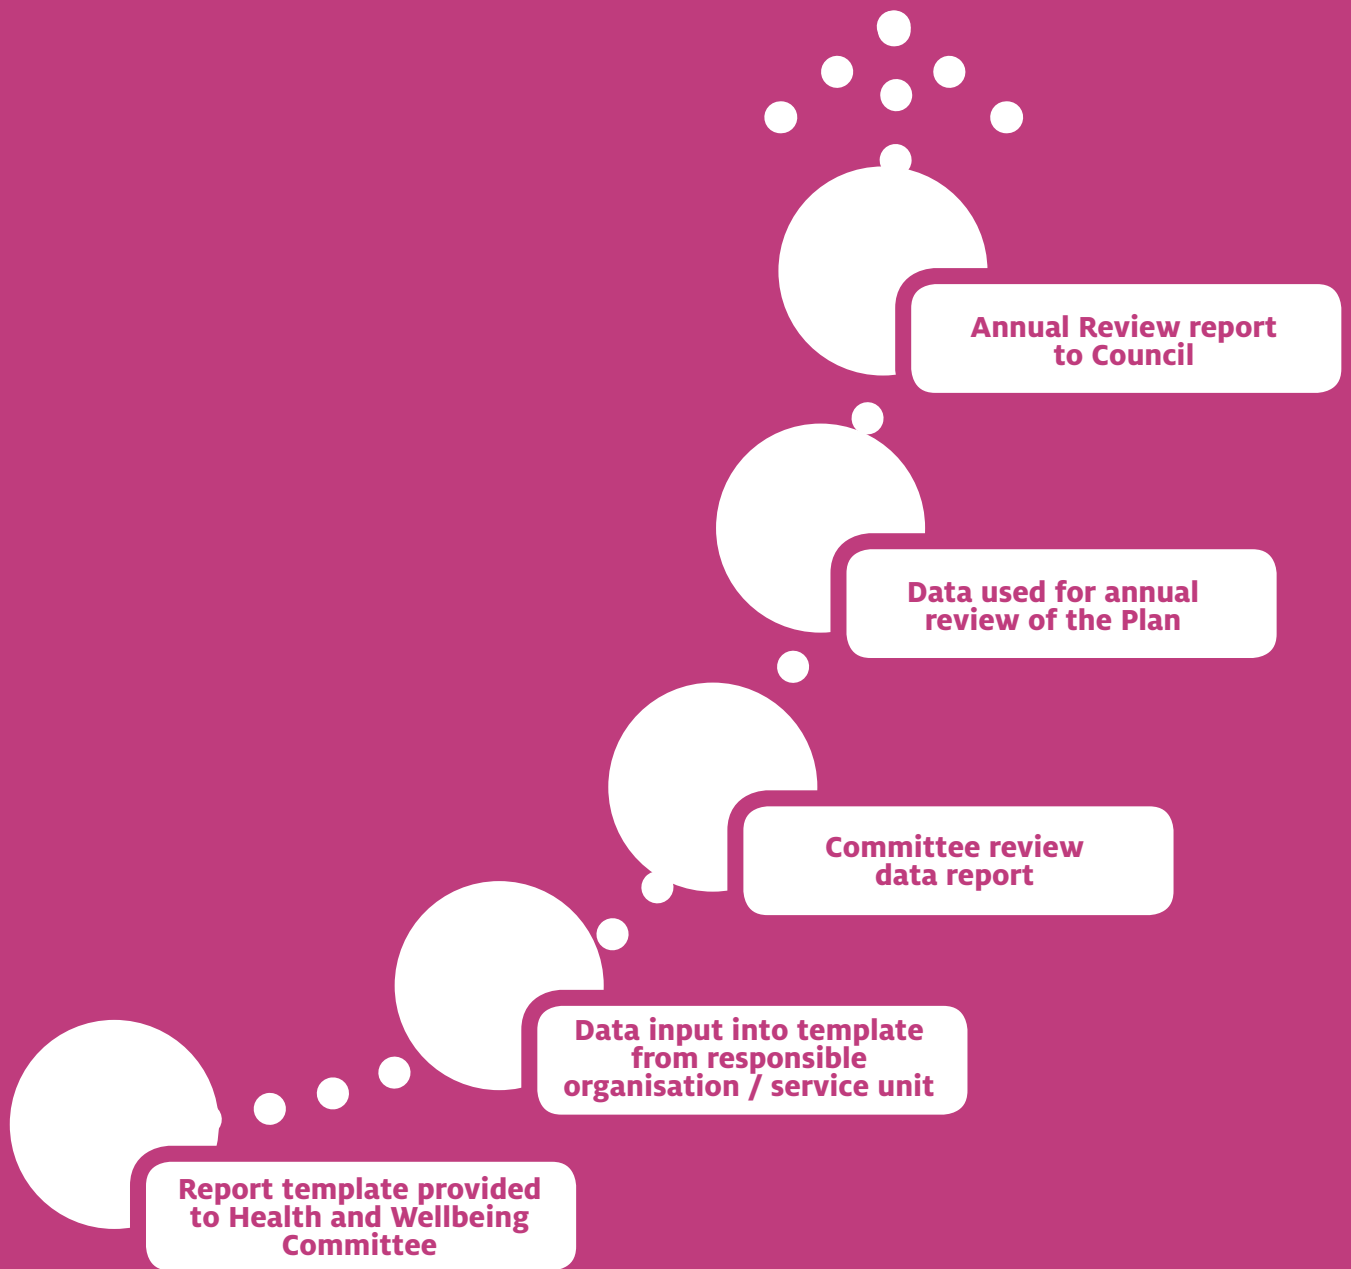 Annual Review report
to Council
Data used for annual
review of the Plan
Committee review
data report
Data input into template
from responsible
organisation / service unit
Report template provided
to Health and Wellbeing
Committee